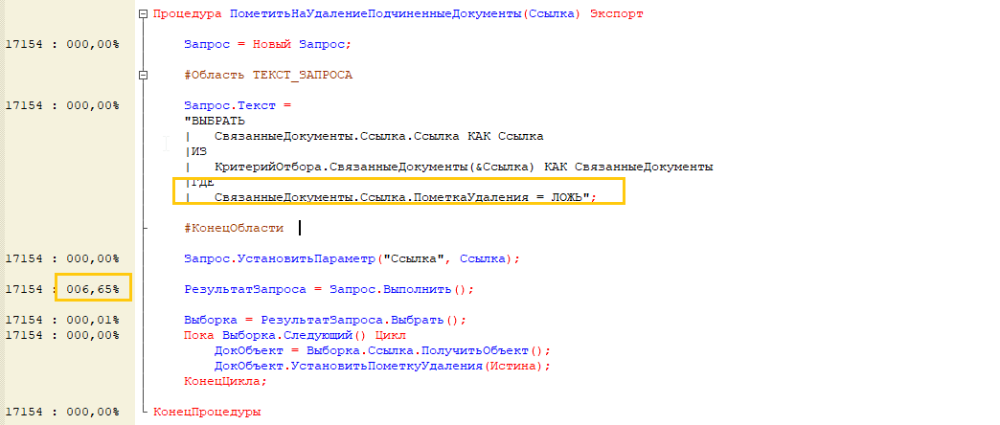 Процедура ПометитьНаУдалениеПодчиненныеДокументы(Ссылка) Экспорт
17154 : 000,00% Запрос = Новый Запрос;
#Область ТЕКСТ_ЗАПРОСА
17154 : 000,00% Запрос.Текст =
"ВЫБРАТЬ
| СвязанныеДокументы.Ссылка.Ссылка КАК Ссылка
|ИЗ
| КритерийОтбора.СвязанныеДокументы(&Ссылка) КАК СвязанныеДокументы
|ГДЕ
| СвязанныеДокументы.Ссылка.ПометкаУдаления = ЛОЖЬ";
#КонецОбласти
17154 : 000,00% Запрос.УстановитьПараметр("Ссылка", Ссылка);
17154 : 006,65% РезультатЗапроса = Запрос.Выполнить();
17154 : 000,01% Выборка = РезультатЗапроса.Выбрать();
17154 : 000,00% Пока Выборка.Следующий() Цикл
ДокОбъект = Выборка.Ссылка.ПолучитьОбъект();
ДокОбъект.УстановитьПометкуУдаления(Истина);
КонецЦикла;
17154 : 000,00% КонецПроцедуры